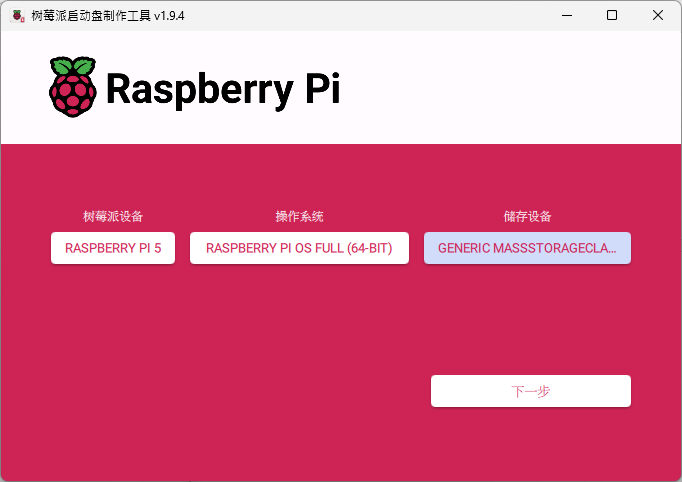 树莓派启动盘制作工具 v1.9.4
Raspberry Pi
树莓派设备 操作系统 储存设备
RASPBERRY PI 5 RASPBERRY PI OS FULL (64-BIT) GENERIC MASSSTORAGECLA...
下一步